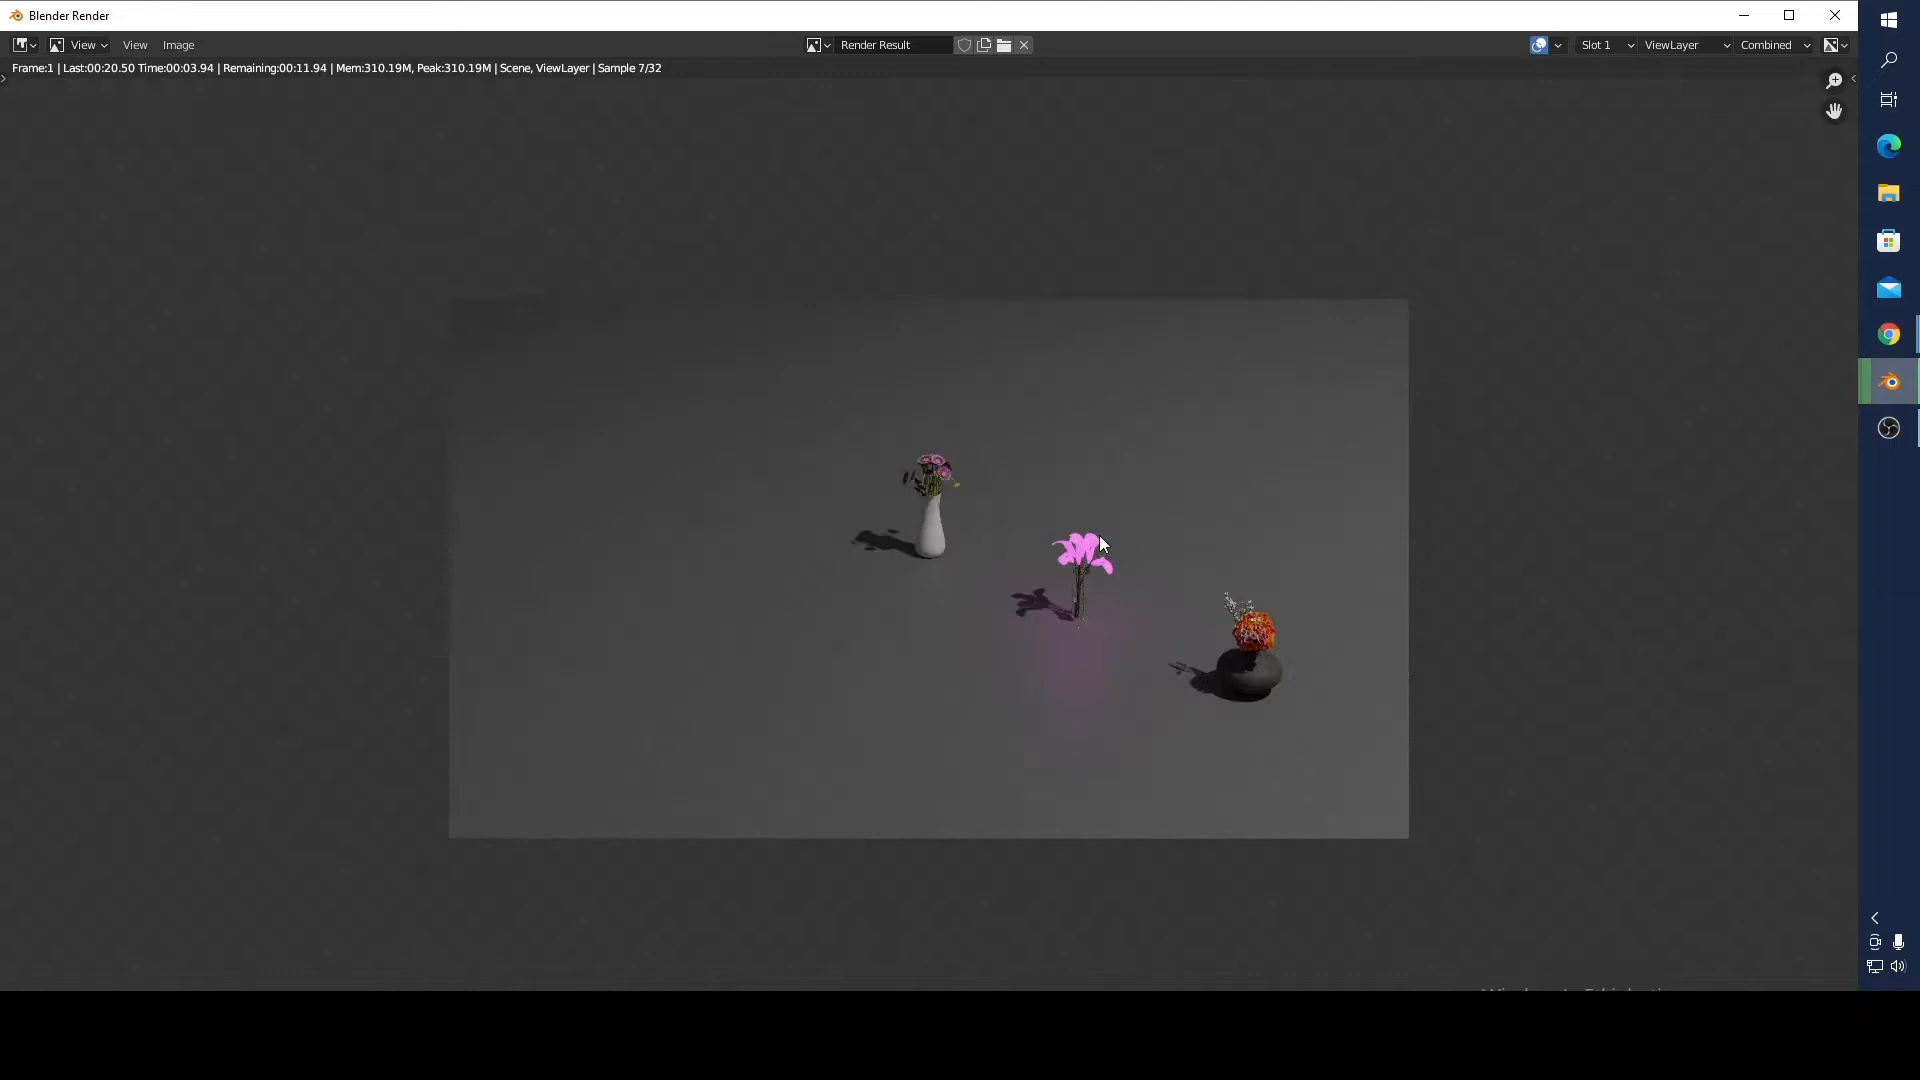 Blender Render
View View Image Render Result Slot 1 ViewLayer Combined
Frame:1 | Last:00:20.50 Time:00:03.94 | Remaining:00:11.94 | Mem:310.19M, Peak:310.19M | Scene, ViewLayer | Sample 7/32